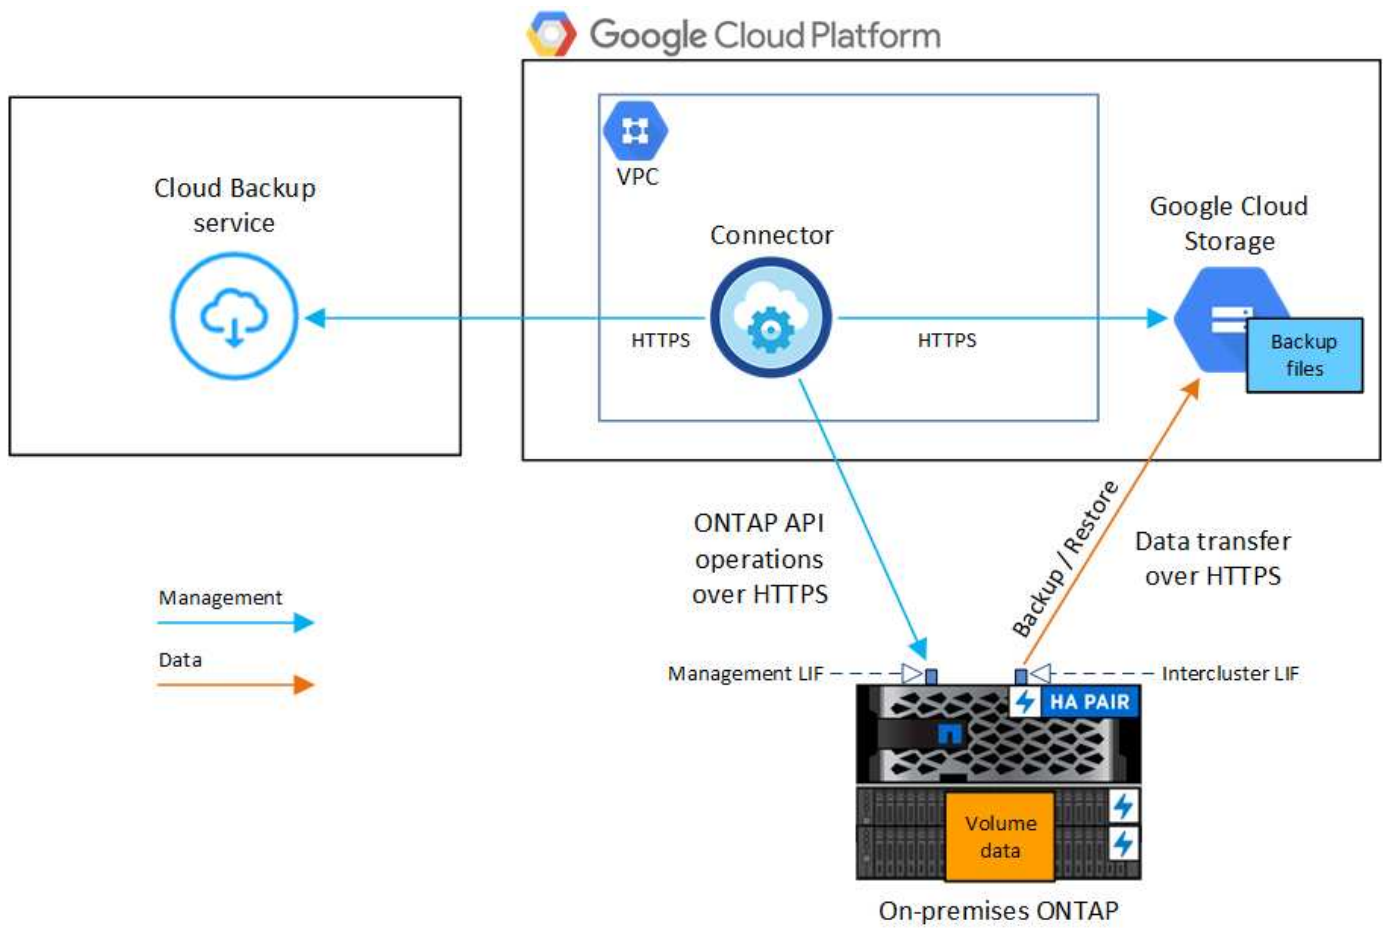 Google Cloud Platform
VPC
Cloud Backup
service
Connector
Google Cloud
Storage
HTTPS
HTTPS
Backup
files
ONTAP API
operations
over HTTPS
Backup / Restore
Data transfer
over HTTPS
Management
Data
Management LIF
Intercluster LIF
HA PAIR
Volume
data
On-premises ONTAP